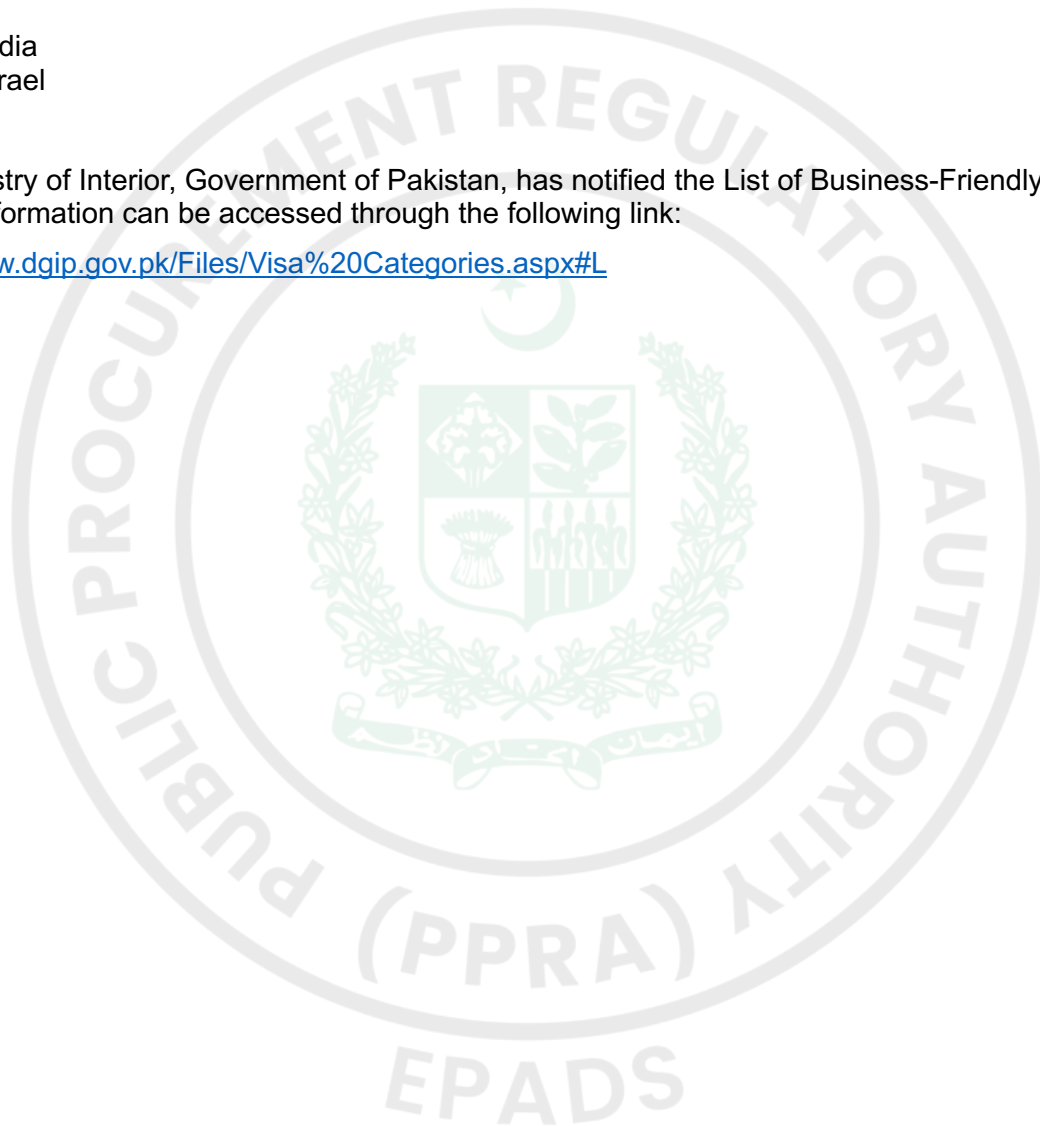 dia
rael
stry of Interior, Government of Pakistan, has notified the List of Business-Friendly
formation can be accessed through the following link:
w.dgip.gov.pk/Files/Visa%20Categories.aspx#L
PUBLIC PROCUREMENT REGULATORY AUTHORITY
(PPRA)
EPADS